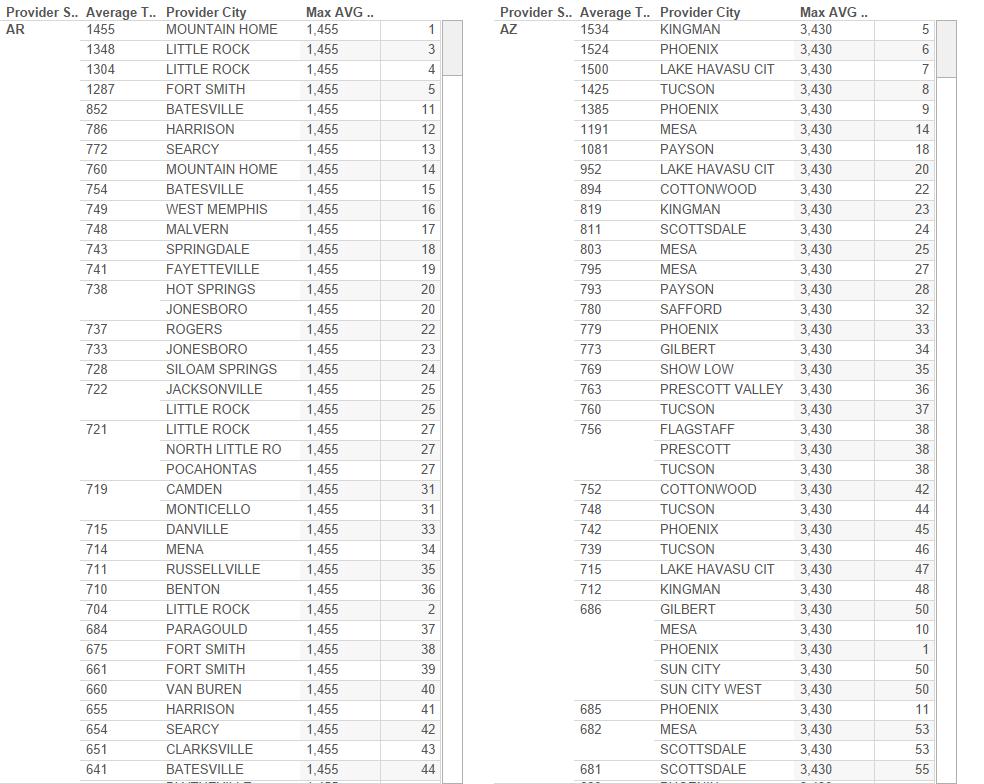 Provider S.. Average T.. Provider City Max AVG ..
AR 1455 MOUNTAIN HOME 1,455 1
1348 LITTLE ROCK 1,455 3
1304 LITTLE ROCK 1,455 4
1287 FORT SMITH 1,455 5
852 BATESVILLE 1,455 11
786 HARRISON 1,455 12
772 SEARCY 1,455 13
760 MOUNTAIN HOME 1,455 14
754 BATESVILLE 1,455 15
749 WEST MEMPHIS 1,455 16
748 MALVERN 1,455 17
743 SPRINGDALE 1,455 18
741 FAYETTEVILLE 1,455 19
738 HOT SPRINGS 1,455 20
JONESBORO 1,455 20
737 ROGERS 1,455 22
733 JONESBORO 1,455 23
728 SILOAM SPRINGS 1,455 24
722 JACKSONVILLE 1,455 25
LITTLE ROCK 1,455 25
721 LITTLE ROCK 1,455 27
NORTH LITTLE RO 1,455 27
POCAHONTAS 1,455 27
719 CAMDEN 1,455 31
MONTICELLO 1,455 31
715 DANVILLE 1,455 33
714 MENA 1,455 34
711 RUSSELLVILLE 1,455 35
710 BENTON 1,455 36
704 LITTLE ROCK 1,455 2
684 PARAGOULD 1,455 37
675 FORT SMITH 1,455 38
661 FORT SMITH 1,455 39
660 VAN BUREN 1,455 40
655 HARRISON 1,455 41
654 SEARCY 1,455 42
651 CLARKSVILLE 1,455 43
641 BATESVILLE 1,455 44
Provider S.. Average T.. Provider City Max AVG ..
AZ 1534 KINGMAN 3,430 5
1524 PHOENIX 3,430 6
1500 LAKE HAVASU CIT 3,430 7
1425 TUCSON 3,430 8
1385 PHOENIX 3,430 9
1191 MESA 3,430 14
1081 PAYSON 3,430 18
952 LAKE HAVASU CIT 3,430 20
894 COTTONWOOD 3,430 22
819 KINGMAN 3,430 23
811 SCOTTSDALE 3,430 24
803 MESA 3,430 25
795 MESA 3,430 27
793 PAYSON 3,430 28
780 SAFFORD 3,430 32
779 PHOENIX 3,430 33
773 GILBERT 3,430 34
769 SHOW LOW 3,430 35
763 PRESCOTT VALLEY 3,430 36
760 TUCSON 3,430 37
756 FLAGSTAFF 3,430 38
PRESCOTT 3,430 38
TUCSON 3,430 38
752 COTTONWOOD 3,430 42
748 TUCSON 3,430 44
742 PHOENIX 3,430 45
739 TUCSON 3,430 46
715 LAKE HAVASU CIT 3,430 47
712 KINGMAN 3,430 48
686 GILBERT 3,430 50
MESA 3,430 10
PHOENIX 3,430 1
SUN CITY 3,430 50
SUN CITY WEST 3,430 50
685 PHOENIX 3,430 11
682 MESA 3,430 53
SCOTTSDALE 3,430 53
681 SCOTTSDALE 3,430 55